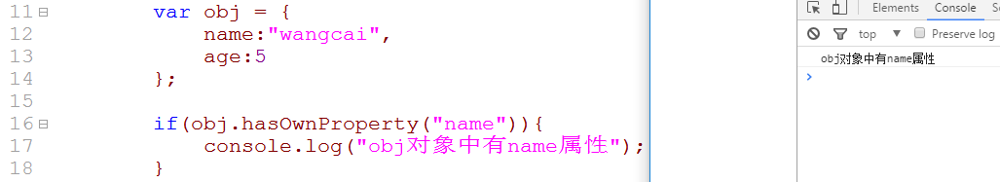 11 var obj = {
12 name:"wangcai",
13 age:5
14 };
15
16 if(obj.hasOwnProperty("name")){
17 console.log("obj对象中有name属性");
18 }
Elements Console S
top ▼ Preserve log
obj对象中有name属性
>